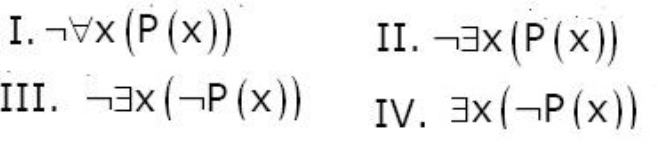 I. ¬∀x(P(x)) II. ¬∃x(P(x))
III. ¬∃x(¬P(x)) IV. ∃x(¬P(x))